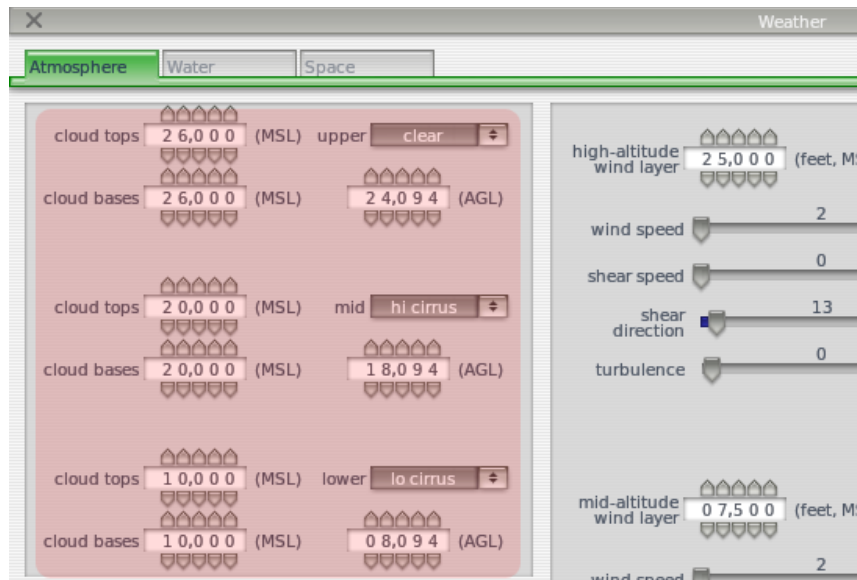 Weather
Atmosphere Water Space
cloud tops 26,000 (MSL) upper clear
cloud bases 26,000 (MSL) 24,094 (AGL)
cloud tops 20,000 (MSL) mid hi cirrus
cloud bases 20,000 (MSL) 18,094 (AGL)
cloud tops 10,000 (MSL) lower lo cirrus
cloud bases 10,000 (MSL) 08,094 (AGL)
high-altitude
wind layer 25,000 (feet, MS
wind speed 2
shear speed 0
shear
direction 13
turbulence 0
mid-altitude
wind layer 07,500 (feet, MS
wind speed 2